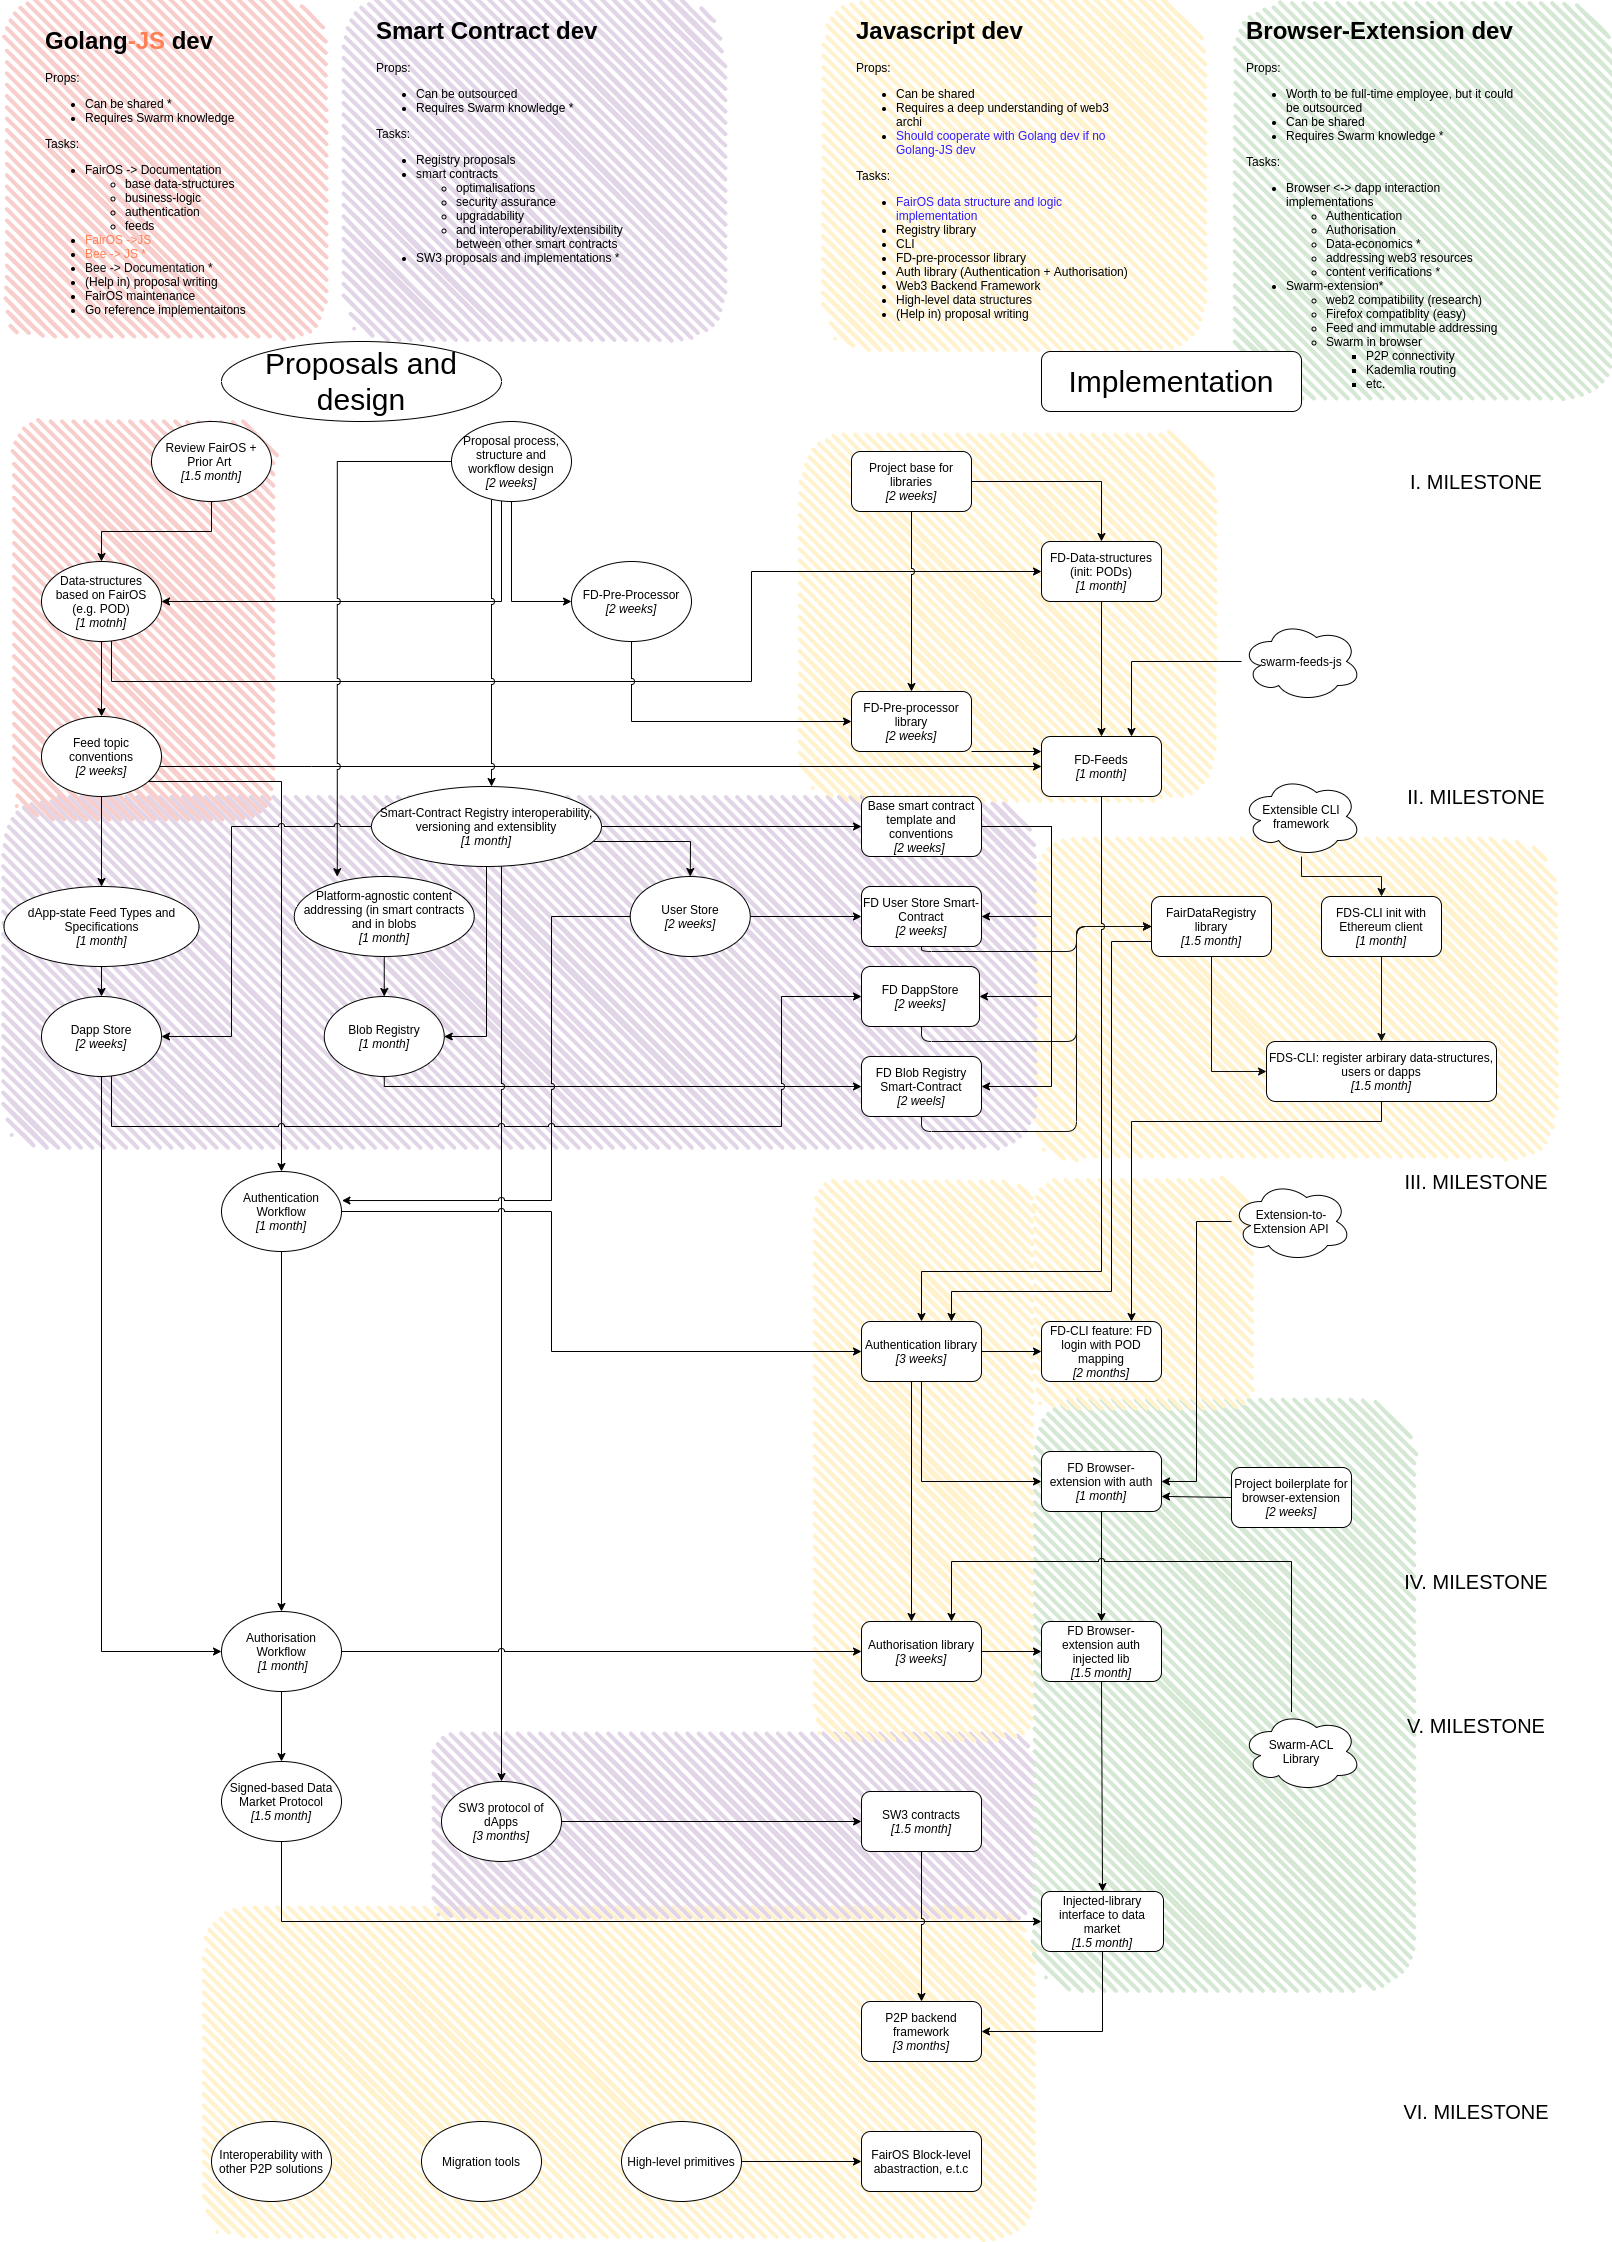 Golang-JS dev
Props:
Can be shared *
Requires Swarm knowledge
Tasks:
FairOS -> Documentation
base data-structures
business-logic
authentication
feeds
FairOS ->JS
Bee -> JS *
Bee -> Documentation *
(Help in) proposal writing
FairOS maintenance
Go reference implementaitons
Smart Contract dev
Props:
Can be outsourced
Requires Swarm knowledge *
Tasks:
Registry proposals
smart contracts
optimalisations
security assurance
upgradability
and interoperability/extensibility
between other smart contracts
SW3 proposals and implementations *
Javascript dev
Props:
Can be shared
Requires a deep understanding of web3
archi
Should cooperate with Golang dev if no
Golang-JS dev
Tasks:
FairOS data structure and logic
implementation
Registry library
CLI
FD-pre-processor library
Auth library (Authentication + Authorisation)
Web3 Backend Framework
High-level data structures
(Help in) proposal writing
Browser-Extension dev
Props:
Worth to be full-time employee, but it could
be outsourced
Can be shared
Requires Swarm knowledge *
Tasks:
Browser <-> dapp interaction
implementations
Authentication
Authorisation
Data-economics *
addressing web3 resources
content verifications *
Swarm-extension*
web2 compatibility (research)
Firefox compatiblity (easy)
Feed and immutable addressing
Swarm in browser
P2P connectivity
Kademlia routing
etc.
Proposals and
design
Implementation
Review FairOS +
Prior Art
[1.5 month]
Proposal process,
structure and
workflow design
[2 weeks]
Project base for
libraries
[2 weeks]
I. MILESTONE
FD-Data-structures
(init: PODs)
[1 month]
Data-structures
based on FairOS
(e.g. POD)
[1 motnh]
FD-Pre-Processor
[2 weeks]
swarm-feeds-js
FD-Pre-processor
library
[2 weeks]
Feed topic
conventions
[2 weeks]
FD-Feeds
[1 month]
II. MILESTONE
Smart-Contract Registry interoperability,
versioning and extensiblity
[1 month]
Base smart contract
template and
conventions
[2 weeks]
Extensible CLI
framework
dApp-state Feed Types and
Specifications
[1 month]
Platform-agnostic content
addressing (in smart contracts
and in blobs
[1 month]
User Store
[2 weeks]
FD User Store Smart-
Contract
[2 weeks]
FairDataRegistry
library
[1.5 month]
FDS-CLI init with
Ethereum client
[1 month]
FD DappStore
[2 weeks]
Dapp Store
[2 weeks]
Blob Registry
[1 month]
FD Blob Registry
Smart-Contract
[2 weels]
FDS-CLI: register arbirary data-structures,
users or dapps
[1.5 month]
III. MILESTONE
Authentication
Workflow
[1 month]
Extension-to-
Extension API
Authentication library
[3 weeks]
FD-CLI feature: FD
login with POD
mapping
[2 months]
FD Browser-
extension with auth
[1 month]
Project boilerplate for
browser-extension
[2 weeks]
IV. MILESTONE
Authorisation
Workflow
[1 month]
Authorisation library
[3 weeks]
FD Browser-
extension auth
injected lib
[1.5 month]
V. MILESTONE
Swarm-ACL
Library
Signed-based Data
Market Protocol
[1.5 month]
SW3 protocol of
dApps
[3 months]
SW3 contracts
[1.5 month]
Injected-library
interface to data
market
[1.5 month]
P2P backend
framework
[3 months]
VI. MILESTONE
Interoperability with
other P2P solutions
Migration tools
High-level primitives
FairOS Block-level
abastraction, e.t.c